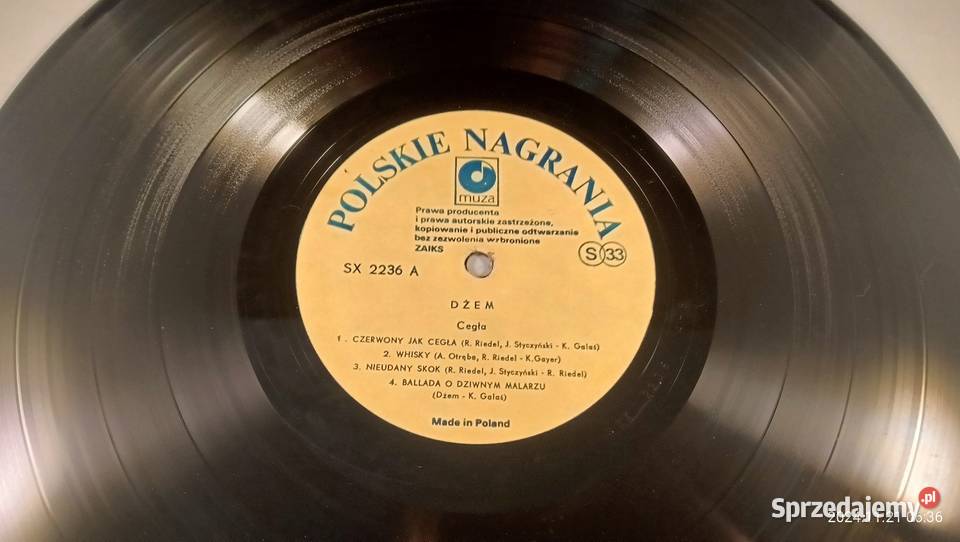 POLSKIE NAGRANIA
muza
Prawa producenta
i prawa autorskie zastrzeżone,
kopiowanie i publiczne odtwarzanie
bez zezwolenia wzbronione
ZAIKS
S 33
SX 2236 A
DŻEM
Cegła
1. CZERWONY JAK CEGŁA (R. Riedel, J. Styczyński - K. Galaś)
2. WHISKY (A. Otręba, R. Riedel - K.Gayer)
3. NIEUDANY SKOK (R. Riedel, J. Styczyński - R. Riedel)
4. BALLADA O DZIWNYM MALARZU
(Dżem - K. Galaś)
Made in Poland
Sprzedajemy.pl